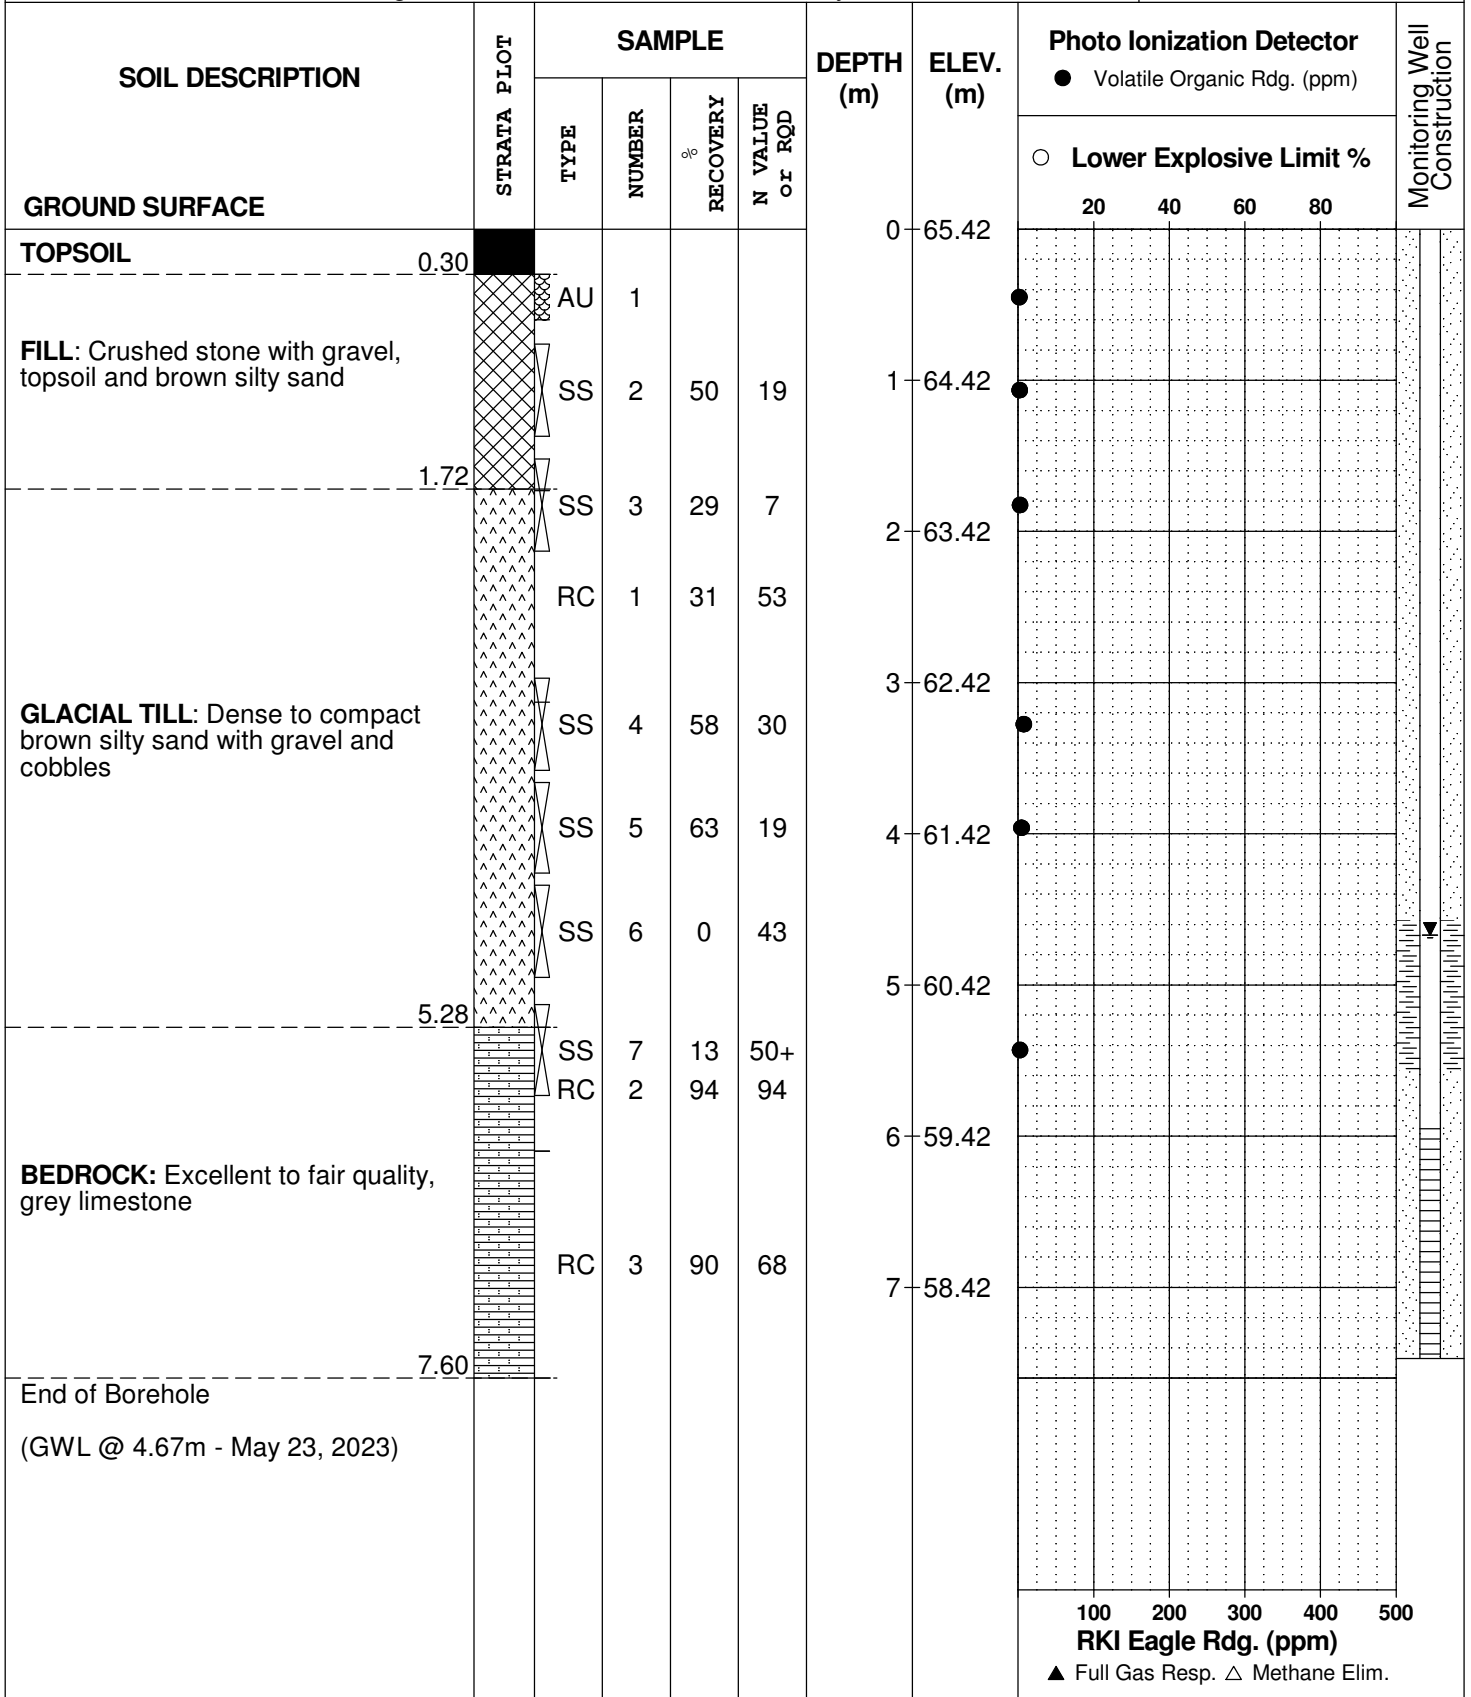 SOIL DESCRIPTION
GROUND SURFACE
STRATA PLOT
SAMPLE
TYPE
NUMBER
%
RECOVERY
N VALUE
or RQD
DEPTH
(m)
ELEV.
(m)
Photo Ionization Detector
● Volatile Organic Rdg. (ppm)
○ Lower Explosive Limit %
20 40 60 80
Monitoring Well
Construction
0 65.42
TOPSOIL
0.30
AU 1
FILL: Crushed stone with gravel,
topsoil and brown silty sand
1 64.42
SS 2 50 19
1.72
SS 3 29 7
2 63.42
RC 1 31 53
3 62.42
GLACIAL TILL: Dense to compact
brown silty sand with gravel and
cobbles
SS 4 58 30
SS 5 63 19
4 61.42
SS 6 0 43
5 60.42
5.28
SS 7 13 50+
RC 2 94 94
6 59.42
BEDROCK: Excellent to fair quality,
grey limestone
RC 3 90 68
7 58.42
7.60
End of Borehole
(GWL @ 4.67m - May 23, 2023)
100 200 300 400 500
RKI Eagle Rdg. (ppm)
▲ Full Gas Resp. △ Methane Elim.